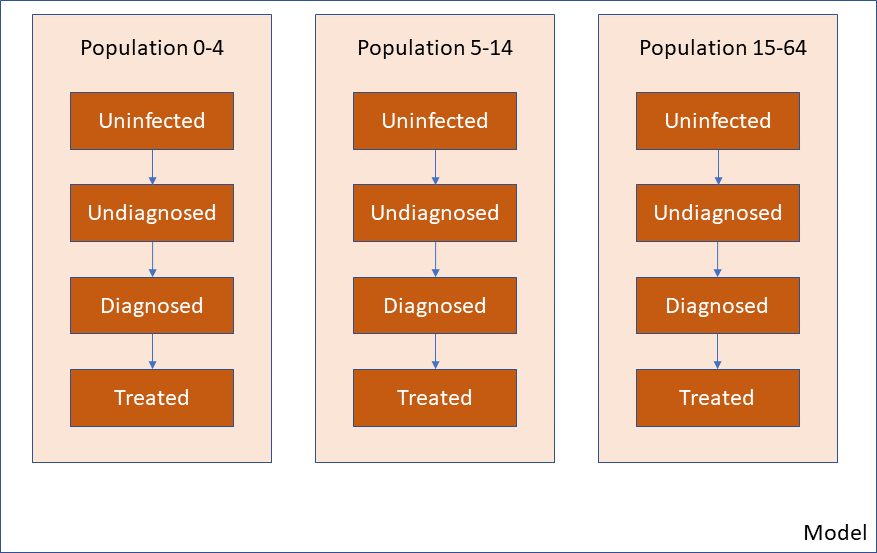 Population 0-4
Uninfected
Undiagnosed
Diagnosed
Treated
Population 5-14
Uninfected
Undiagnosed
Diagnosed
Treated
Population 15-64
Uninfected
Undiagnosed
Diagnosed
Treated
Model